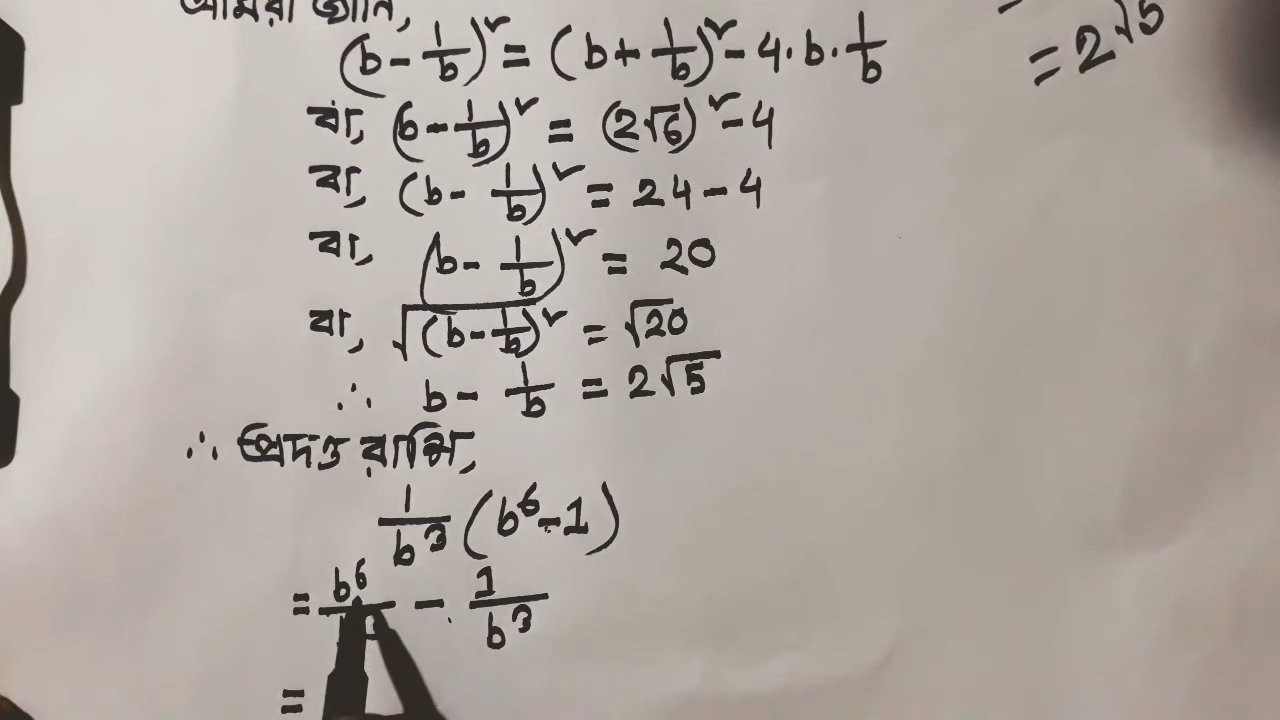 আমরা জানি,
(b - 1/b)² = (b + 1/b)² - 4·b·1/b
= 2√5
বা, (b - 1/b)² = (2√6)² - 4
বা, (b - 1/b)² = 24 - 4
বা, (b - 1/b)² = 20
বা, √(b - 1/b)² = √20
∴ b - 1/b = 2√5
∴ প্রদত্ত রাশি,
1/b³ (b⁶ - 1)
= b⁶/ - 1/b³
=